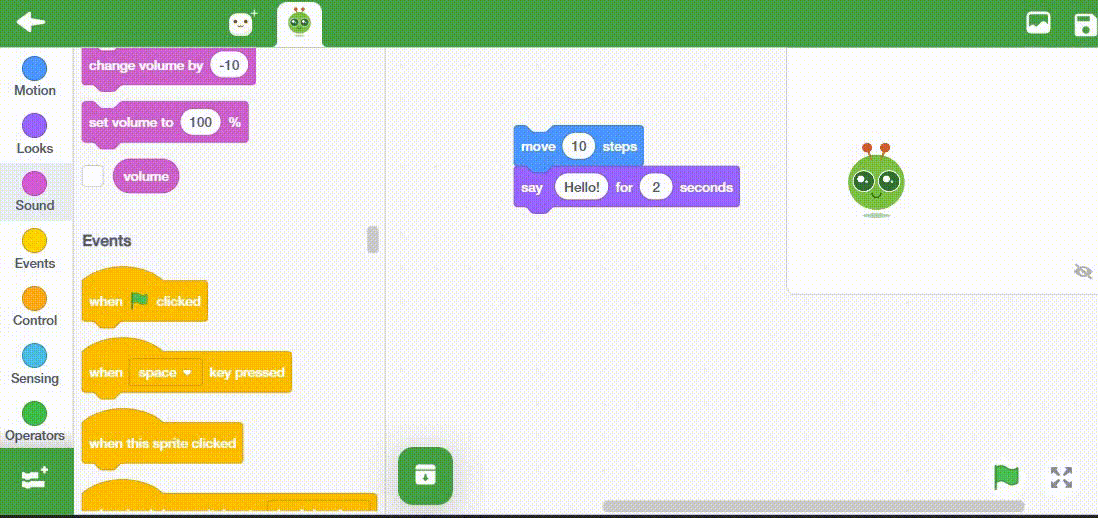 Motion
Looks
Sound
Events
Control
Sensing
Operators
change volume by -10
set volume to 100 %
volume
Events
when clicked
when space key pressed
when this sprite clicked
move 10 steps
say Hello! for 2 seconds